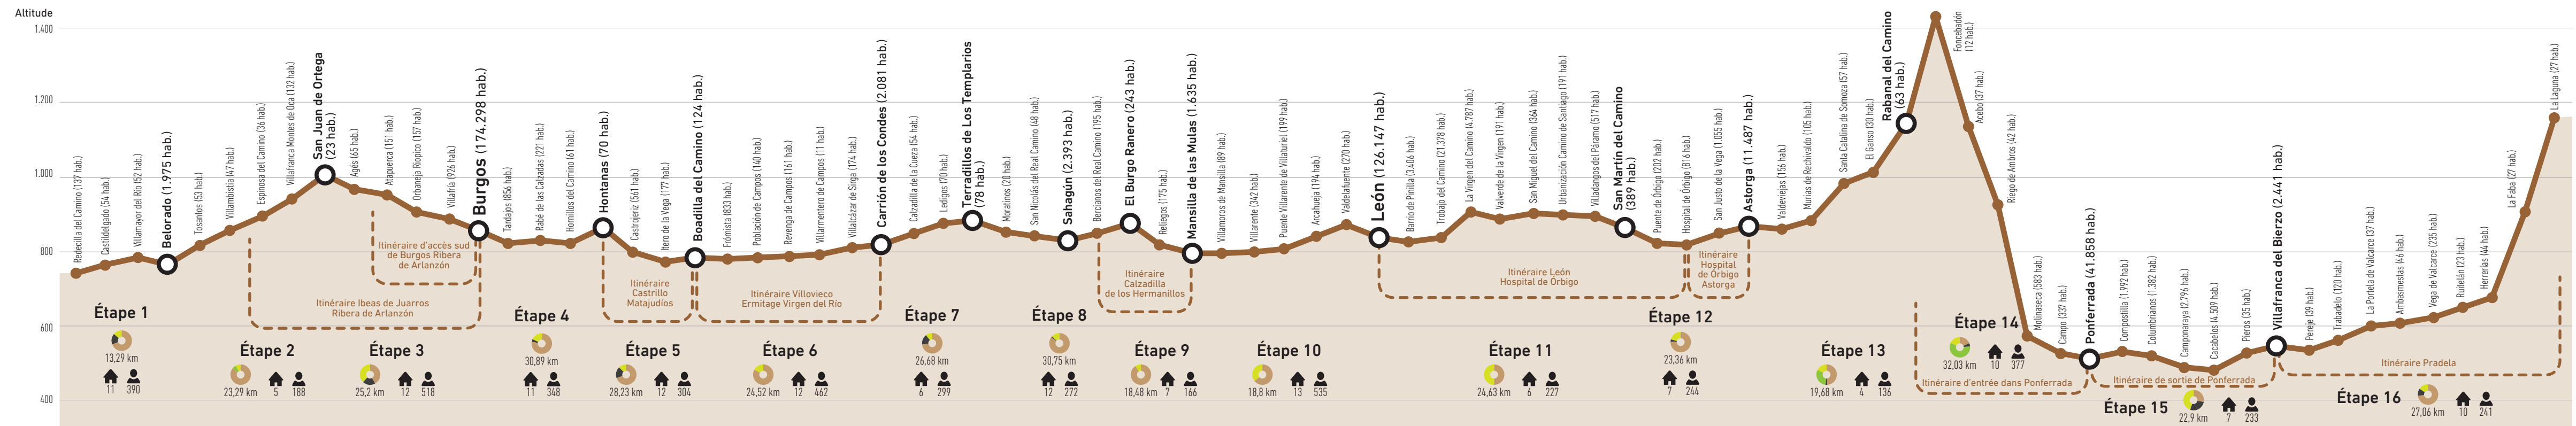 Altitude
1.400
1.200
1.000
800
600
400
Redecilla del Camino (137 hab.)
Castildelgado (54 hab.)
Villamayor del Río (52 hab.)
Belorado (1.975 hab.)
Tosantos (53 hab.)
Villambistia (47 hab.)
Espinosa del Camino (36 hab.)
Villafranca Montes de Oca (132 hab.)
San Juan de Ortega
(23 hab.)
Agés (65 hab.)
Atapuerca (151 hab.)
Orbaneja Riopico (157 hab.)
Villafría (926 hab.)
Burgos (174.298 hab.)
Tardajos (856 hab.)
Rabé de las Calzadas (221 hab.)
Hornillos del Camino (61 hab.)
Hontanas (70 hab.)
Castrojeriz (561 hab.)
Itero de la Vega (177 hab.)
Boadilla del Camino (124 hab.)
Frómista (833 hab.)
Población de Campos (140 hab.)
Revenga de Campos (161 hab.)
Villarmentero de Campos (11 hab.)
Villalcázar de Sirga (174 hab.)
Carrión de los Condes (2.081 hab.)
Calzadilla de la Cueza (54 hab.)
Ledigos (70 hab.)
Terradillos de Los Templarios
(78 hab.)
Moratinos (20 hab.)
San Nicolás del Real Camino (48 hab.)
Sahagún (2.393 hab.)
Bercianos del Real Camino (195 hab.)
El Burgo Ranero (243 hab.)
Reliegos (175 hab.)
Mansilla de las Mulas (1.635 hab.)
Villamoros de Mansilla (89 hab.)
Villarente (342 hab.)
Puente Villarente de Villaturiel (199 hab.)
Arcahueja (194 hab.)
Valdelafuente (270 hab.)
León (126.147 hab.)
Barrio de Pinilla (3.406 hab.)
Trobajo del Camino (21.378 hab.)
La Virgen del Camino (4.787 hab.)
Valverde de la Virgen (191 hab.)
San Miguel del Camino (364 hab.)
Urbanización Camino de Santiago (191 hab.)
Villadangos del Páramo (517 hab.)
San Martín del Camino
(389 hab.)
Puente de Órbigo (202 hab.)
Hospital de Órbigo (816 hab.)
San Justo de la Vega (1.055 hab.)
Astorga (11.487 hab.)
Valdeviejas (156 hab.)
Murias de Rechivaldo (105 hab.)
Santa Catalina de Somoza (57 hab.)
El Ganso (30 hab.)
Rabanal del Camino
(63 hab.)
Foncebadón
(12 hab.)
Acebo (37 hab.)
Riego de Ambros (42 hab.)
Molinaseca (583 hab.)
Campo (337 hab.)
Ponferrada (41.858 hab.)
Compostilla (1.992 hab.)
Columbrianos (1.382 hab.)
Camponaraya (2.796 hab.)
Cacabelos (4.509 hab.)
Pieros (35 hab.)
Villafranca del Bierzo (2.441 hab.)
Pereje (39 hab.)
Trabadelo (120 hab.)
La Portela de Valcarce (37 hab.)
Ambasmestas (46 hab.)
Vega de Valcarce (235 hab.)
Ruitelán (23 hab.)
Herrerías (44 hab.)
La Faba (27 hab.)
La Laguna (27 hab.)
Itinéraire Ibeas de Juarros
Ribera de Arlanzón
Itinéraire d'accès sud
de Burgos Ribera
de Arlanzón
Itinéraire
Castrillo
Matajudíos
Itinéraire Villovieco
Ermitage Virgen del Río
Itinéraire
Calzadilla
de los Hermanillos
Itinéraire León
Hospital de Órbigo
Itinéraire
Hospital
de Órbigo
Astorga
Itinéraire d'entrée dans Ponferrada
Itinéraire de sortie de Ponferrada
Itinéraire Pradela
Étape 1
13,29 km
11 390
Étape 2
23,29 km 5 188
Étape 3
25,2 km 12 518
Étape 4
30,89 km
11 348
Étape 5
28,23 km 12 304
Étape 6
24,52 km 12 462
Étape 7
26,68 km
6 299
Étape 8
30,75 km
12 272
Étape 9
18,48 km 7 166
Étape 10
18,8 km 13 535
Étape 11
24,63 km 6 227
Étape 12
23,36 km
7 244
Étape 13
19,68 km 4 136
Étape 14
32,03 km 10 377
Étape 15
22,9 km 7 233
Étape 16
27,06 km 10 241